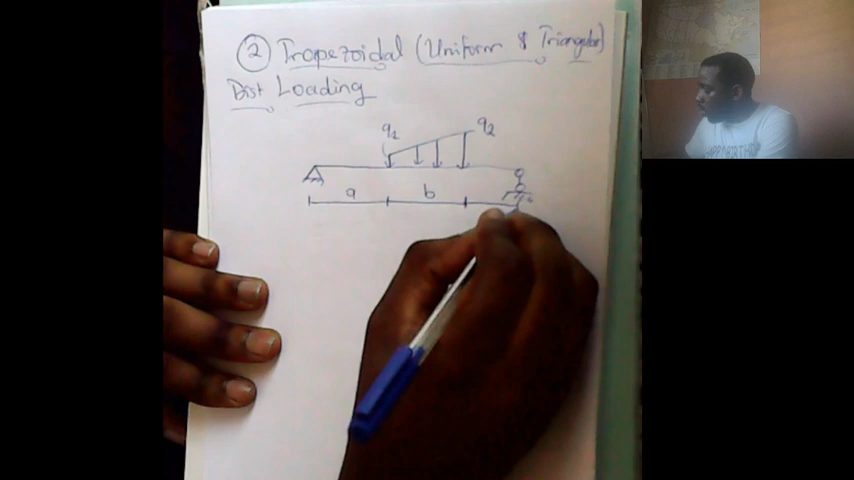 ② Trapezoidal (Uniform & Triangular)
Dist Loading
q2 q2
a b